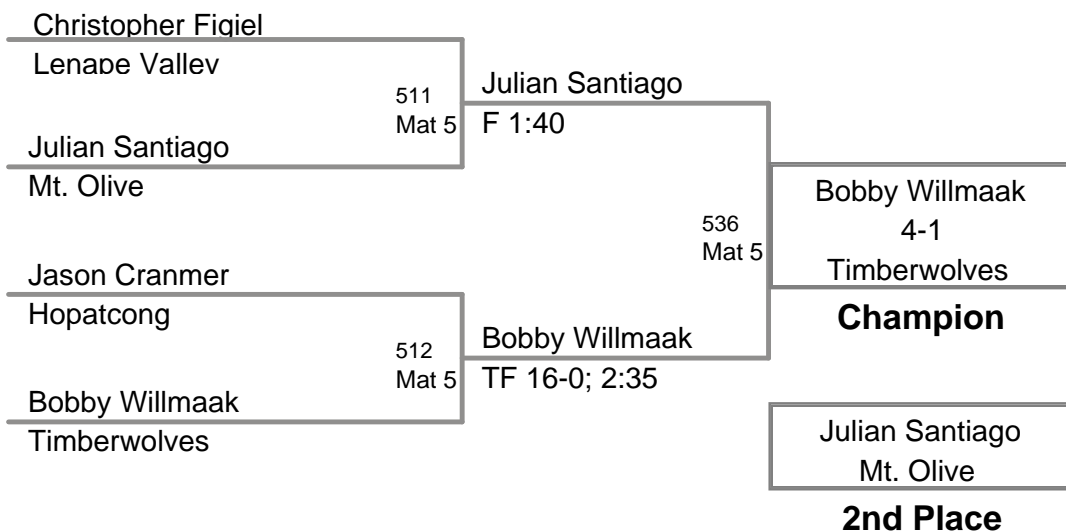 Christopher Figiel
Lenape Valley
511
Mat 5
Julian Santiago
F 1:40
Julian Santiago
Mt. Olive
Jason Cranmer
Hopatcong
512
Mat 5
Bobby Willmaak
TF 16-0; 2:35
Bobby Willmaak
Timberwolves
536
Mat 5
Bobby Willmaak
4-1
Timberwolves
Champion
Julian Santiago
Mt. Olive
2nd Place